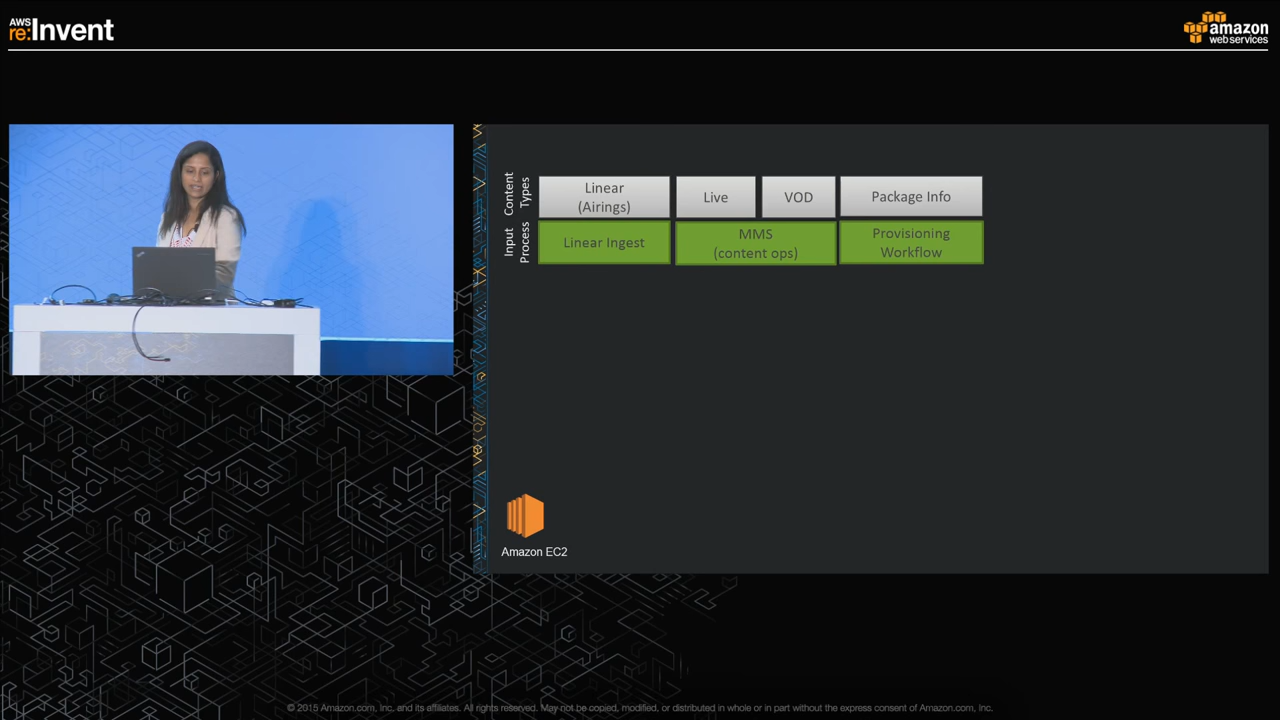 AWS
re:Invent
amazon
web services
Content
Types
Linear
(Airings)
Live
VOD
Package Info
Input
Process
Linear Ingest
MMS
(content ops)
Provisioning
Workflow
Amazon EC2
© 2015 Amazon.com, Inc. and its affiliates. All rights reserved. May not be copied, modified, or distributed in whole or in part without the express consent of Amazon.com, Inc.